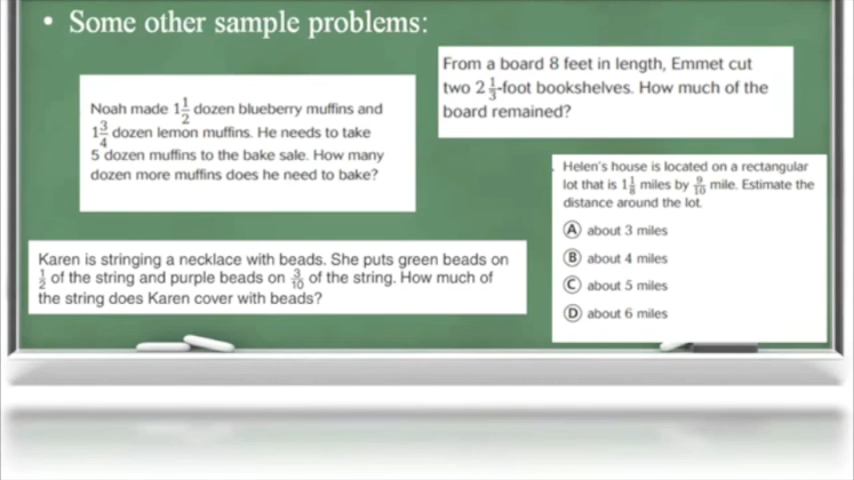 • Some other sample problems:
Noah made 1 1/2 dozen blueberry muffins and
1 3/4 dozen lemon muffins. He needs to take
5 dozen muffins to the bake sale. How many
dozen more muffins does he need to bake?
From a board 8 feet in length, Emmet cut
two 2 1/3-foot bookshelves. How much of the
board remained?
Karen is stringing a necklace with beads. She puts green beads on
1/2 of the string and purple beads on 3/10 of the string. How much of
the string does Karen cover with beads?
Helen's house is located on a rectangular
lot that is 1 1/8 miles by 9/10 mile. Estimate the
distance around the lot.
A about 3 miles
B about 4 miles
C about 5 miles
D about 6 miles